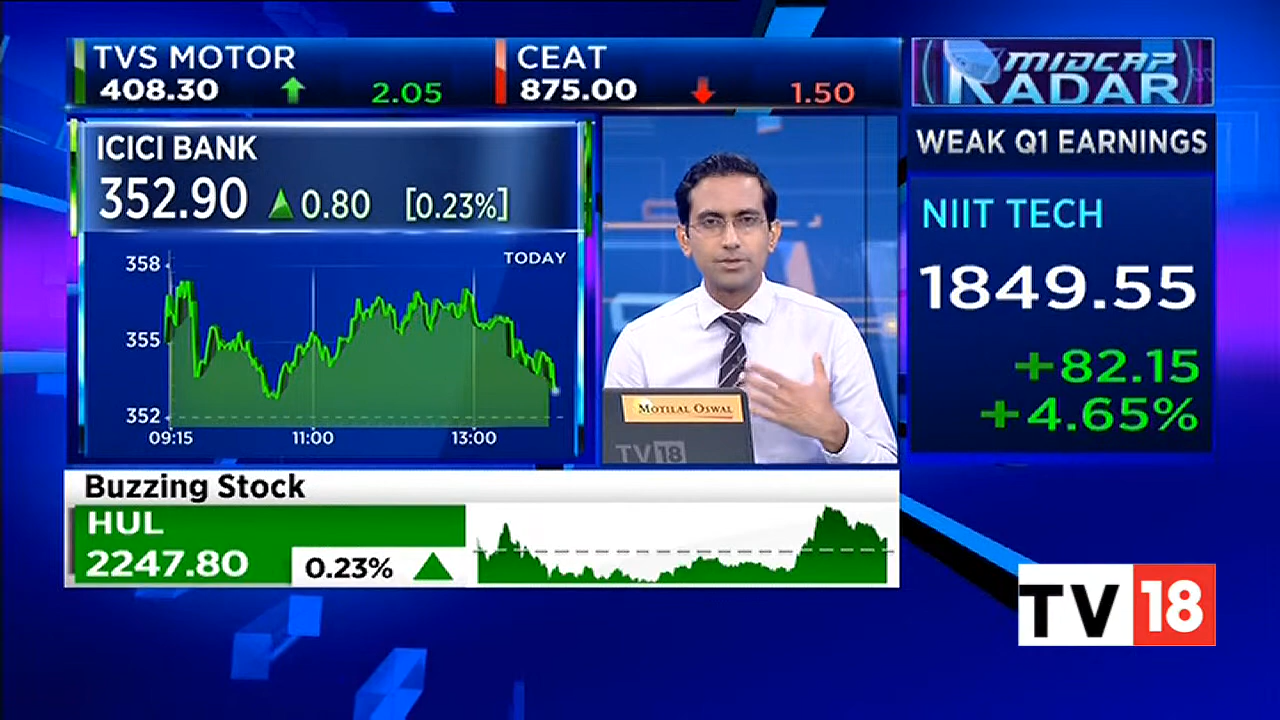 TVS MOTOR
408.30 2.05
CEAT
875.00 1.50
MIDCAP
RADAR
ICICI BANK
352.90 0.80 [0.23%]
TODAY
358
355
352
09:15 11:00 13:00
MOTILAL OSWAL
TV18
WEAK Q1 EARNINGS
NIIT TECH
1849.55
+82.15
+4.65%
Buzzing Stock
HUL
2247.80 0.23%
TV18